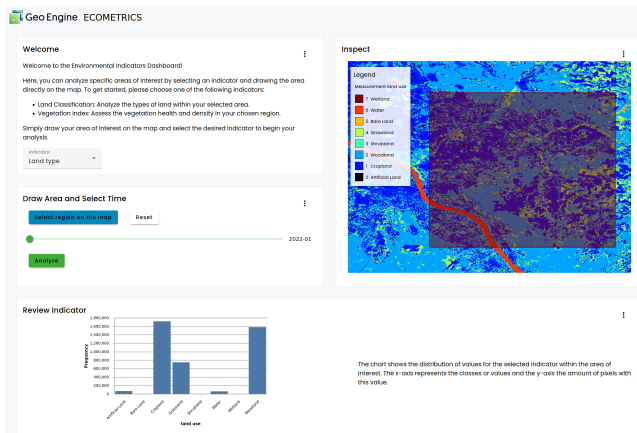 Geo Engine ECOMETRICS
Welcome
Welcome to the Environmental Indicators Dashboard!
Here, you can analyze specific areas of interest by selecting an indicator and drawing the area
directly on the map. To get started, please choose one of the following indicators:
• Land Classification: Analyze the types of land within your selected area.
• Vegetation Index: Assess the vegetation health and density in your chosen region.
Simply draw your area of interest on the map and select the desired indicator to begin your
analysis.
Indicator
Land type
Draw Area and Select Time
Select region on the map
Reset
2022-01
Analyze
Inspect
Legend
Measurement land use
7 Wetland
6 Water
5 Bare Land
4 Grassland
3 Shrubland
2 Woodland
1 Cropland
0 Artificial Land
Review Indicator
1,800,000
1,600,000
1,400,000
1,200,000
1,000,000
800,000
600,000
400,000
200,000
0
Frequency
Artificial Land
Bare Land
Cropland
Grassland
Shrubland
Water
Wetland
Woodland
land use
The chart shows the distribution of values for the selected indicator within the area of
interest. The x-axis represents the classes or values and the y-axis the amount of pixels with
this value.